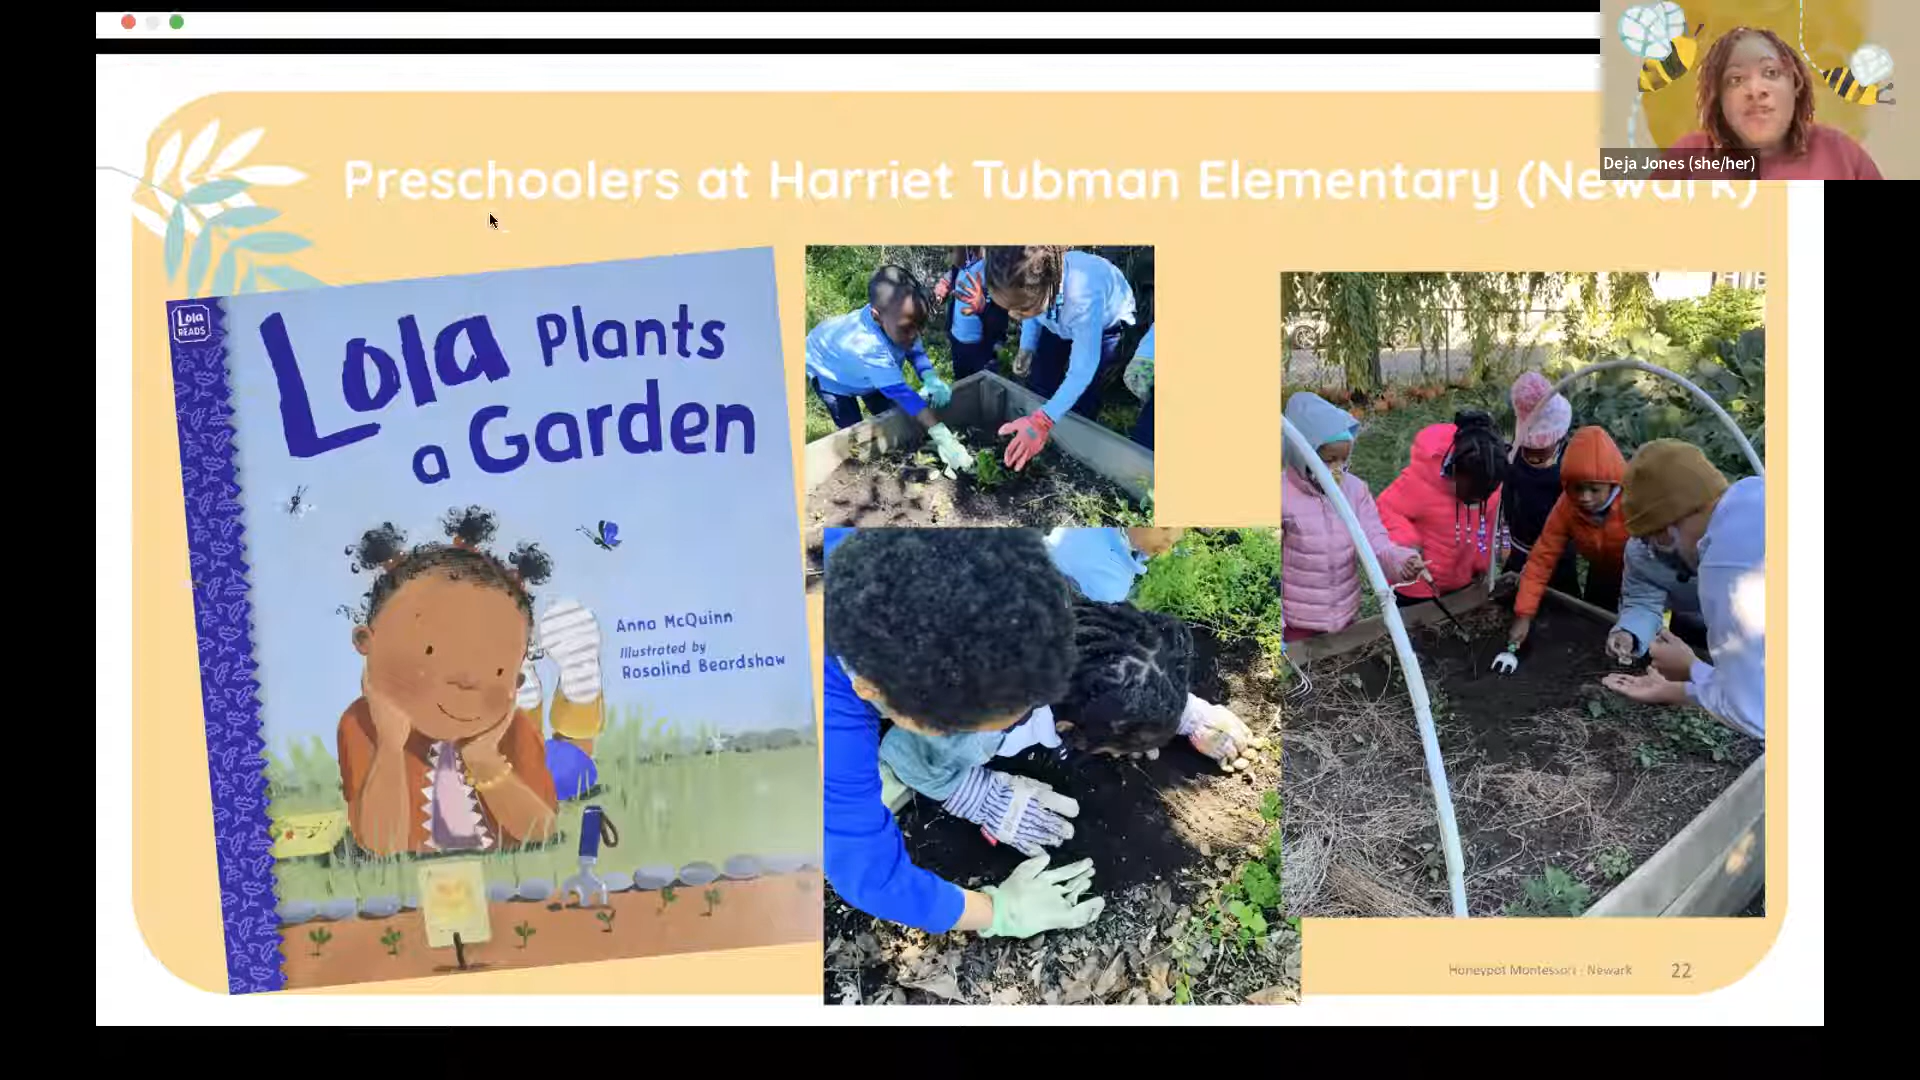 Deja Jones (she/her)
Preschoolers at Harriet Tubman Elementary (Newark)
Lola
READS
Lola Plants
a Garden
Anna McQuinn
Illustrated by
Rosalind Beardshaw
Honeypot Montessori - Newark 22